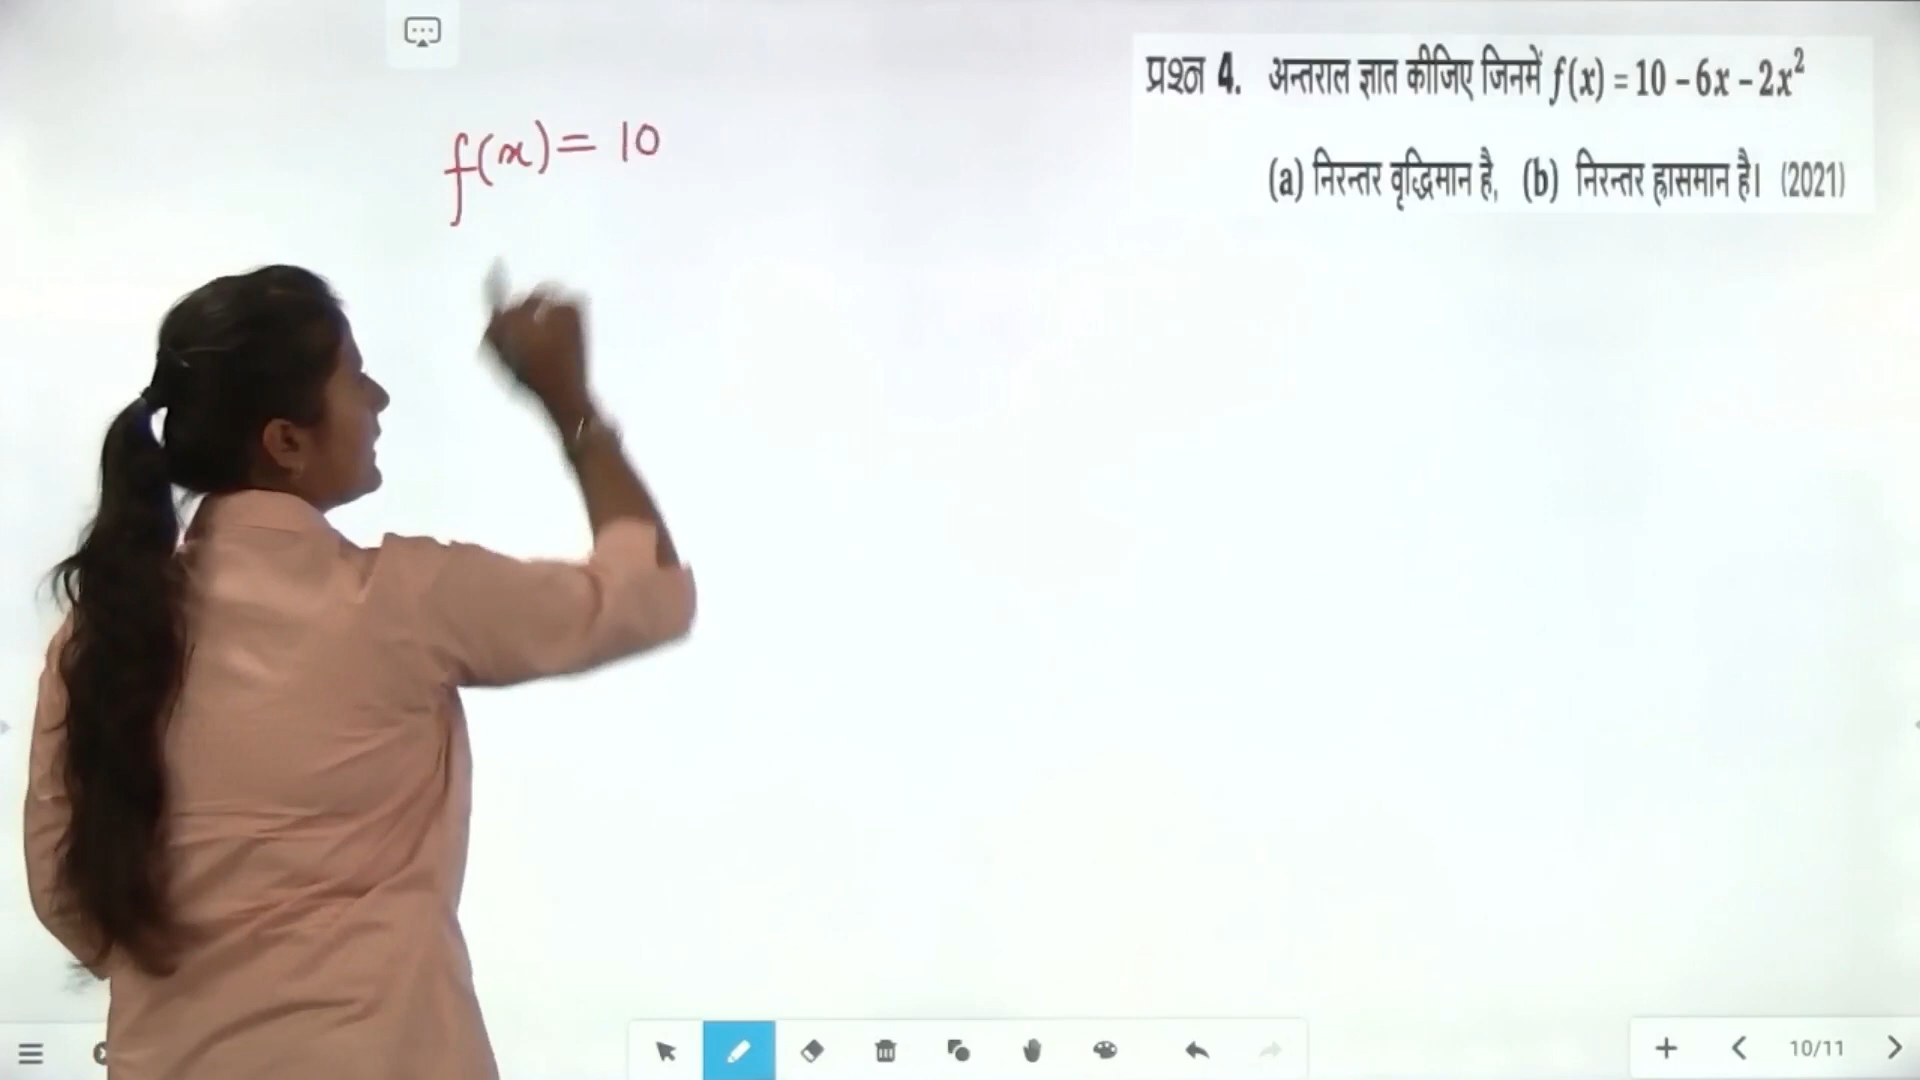 प्रश्न 4. अन्तराल ज्ञात कीजिए जिनमें f(x) = 10 – 6x – 2x²
(a) निरन्तर वृद्धिमान है, (b) निरन्तर ह्रासमान है। (2021)
f(x) = 10
10/11